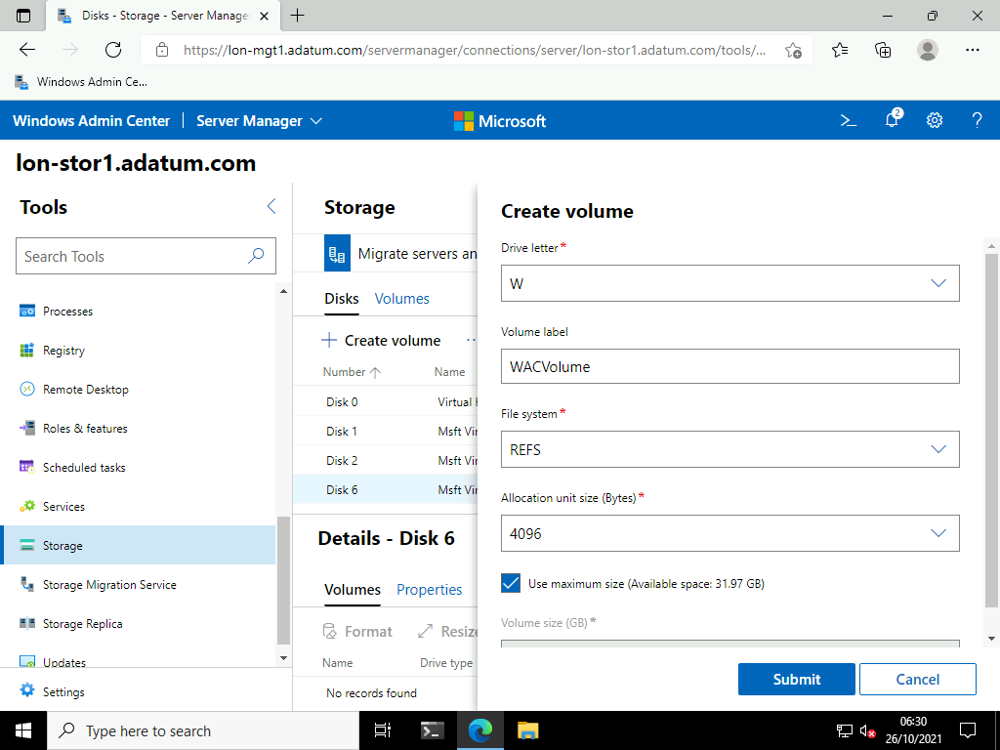 Disks - Storage - Server Manage
https://lon-mgt1.adatum.com/servermanager/connections/server/lon-stor1.adatum.com/tools/...
Windows Admin Ce...
Windows Admin Center | Server Manager
Microsoft
2
lon-stor1.adatum.com
Tools
Search Tools
Processes
Registry
Remote Desktop
Roles & features
Scheduled tasks
Services
Storage
Storage Migration Service
Storage Replica
Updates
Settings
Storage
Migrate servers an
Disks Volumes
Create volume
Number Name
Disk 0 Virtual
Disk 1 Msft Vir
Disk 2 Msft Vir
Disk 6 Msft Vir
Details - Disk 6
Volumes Properties
Format Resize
Name Drive type
No records found
Create volume
Drive letter*
W
Volume label
WACVolume
File system*
REFS
Allocation unit size (Bytes)*
4096
Use maximum size (Available space: 31.97 GB)
Volume size (GB)*
Submit Cancel
Type here to search
06:30
26/10/2021